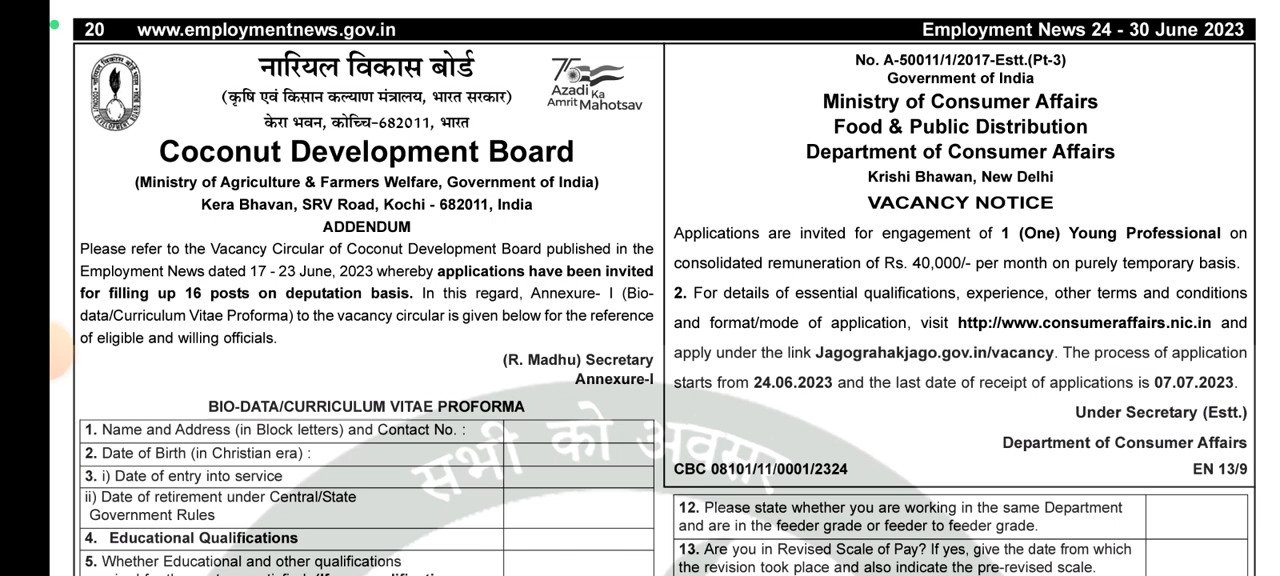 20 www.employmentnews.gov.in
Employment News 24 - 30 June 2023
नारियल विकास बोर्ड
(कृषि एवं किसान कल्याण मंत्रालय, भारत सरकार)
केरा भवन, कोच्चि-682011, भारत
Azadi Ka
Amrit Mahotsav
Coconut Development Board
(Ministry of Agriculture & Farmers Welfare, Government of India)
Kera Bhavan, SRV Road, Kochi - 682011, India
ADDENDUM
Please refer to the Vacancy Circular of Coconut Development Board published in the
Employment News dated 17 - 23 June, 2023 whereby applications have been invited
for filling up 16 posts on deputation basis. In this regard, Annexure- I (Bio-
data/Curriculum Vitae Proforma) to the vacancy circular is given below for the reference
of eligible and willing officials.
(R. Madhu) Secretary
Annexure-I
BIO-DATA/CURRICULUM VITAE PROFORMA
1. Name and Address (in Block letters) and Contact No. :
2. Date of Birth (in Christian era) :
3. i) Date of entry into service
ii) Date of retirement under Central/State
Government Rules
4. Educational Qualifications
5. Whether Educational and other qualifications
No. A-50011/1/2017-Estt.(Pt-3)
Government of India
Ministry of Consumer Affairs
Food & Public Distribution
Department of Consumer Affairs
Krishi Bhawan, New Delhi
VACANCY NOTICE
Applications are invited for engagement of 1 (One) Young Professional on
consolidated remuneration of Rs. 40,000/- per month on purely temporary basis.
2. For details of essential qualifications, experience, other terms and conditions
and format/mode of application, visit http://www.consumeraffairs.nic.in and
apply under the link Jagograhakjago.gov.in/vacancy. The process of application
starts from 24.06.2023 and the last date of receipt of applications is 07.07.2023.
Under Secretary (Estt.)
Department of Consumer Affairs
CBC 08101/11/0001/2324 EN 13/9
12. Please state whether you are working in the same Department
and are in the feeder grade or feeder to feeder grade.
13. Are you in Revised Scale of Pay? If yes, give the date from which
the revision took place and also indicate the pre-revised scale.
सभी को अवसर